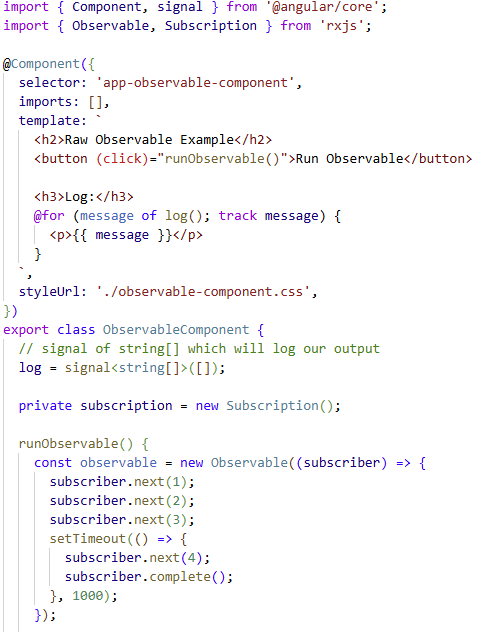 import { Component, signal } from '@angular/core';
import { Observable, Subscription } from 'rxjs';

@Component({
  selector: 'app-observable-component',
  imports: [],
  template: `
    <h2>Raw Observable Example</h2>
    <button (click)="runObservable()">Run Observable</button>

    <h3>Log:</h3>
    @for (message of log(); track message) {
      <p>{{ message }}</p>
    }
  `,
  styleUrl: './observable-component.css',
})
export class ObservableComponent {
  // signal of string[] which will log our output
  log = signal<string[]>([]);

  private subscription = new Subscription();

  runObservable() {
    const observable = new Observable((subscriber) => {
      subscriber.next(1);
      subscriber.next(2);
      subscriber.next(3);
      setTimeout(() => {
        subscriber.next(4);
        subscriber.complete();
      }, 1000);
    });